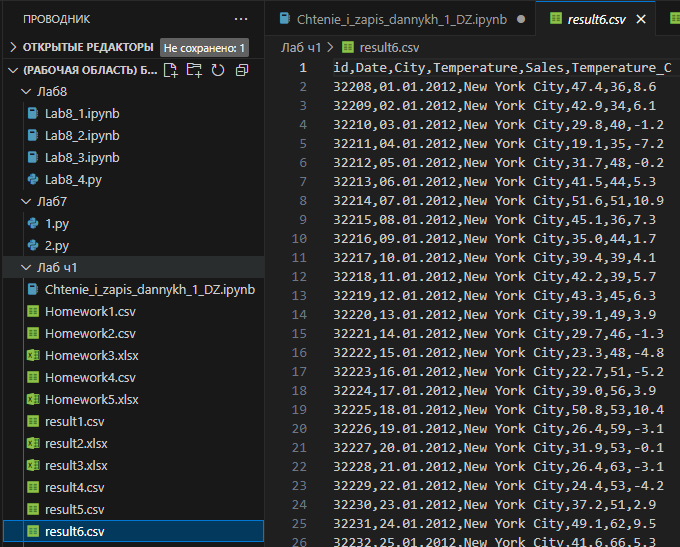 ПРОВОДНИК
ОТКРЫТЫЕ РЕДАКТОРЫ Не сохранено: 1
(РАБОЧАЯ ОБЛАСТЬ) Б...
Лаб8
Lab8_1.ipynb
Lab8_2.ipynb
Lab8_3.ipynb
Lab8_4.py
Лаб7
1.py
2.py
Лаб ч1
Chtenie_i_zapis_dannykh_1_DZ.ipynb
Homework1.csv
Homework2.csv
Homework3.xlsx
Homework4.csv
Homework5.xlsx
result1.csv
result2.xlsx
result3.xlsx
result4.csv
result5.csv
result6.csv
Chtenie_i_zapis_dannykh_1_DZ.ipynb
result6.csv
Лаб ч1 > result6.csv
1 id,Date,City,Temperature,Sales,Temperature_C
2 32208,01.01.2012,New York City,47.4,36,8.6
3 32209,02.01.2012,New York City,42.9,34,6.1
4 32210,03.01.2012,New York City,29.8,40,-1.2
5 32211,04.01.2012,New York City,19.1,35,-7.2
6 32212,05.01.2012,New York City,31.7,48,-0.2
7 32213,06.01.2012,New York City,41.5,44,5.3
8 32214,07.01.2012,New York City,51.6,51,10.9
9 32215,08.01.2012,New York City,45.1,36,7.3
10 32216,09.01.2012,New York City,35.0,44,1.7
11 32217,10.01.2012,New York City,39.4,39,4.1
12 32218,11.01.2012,New York City,42.2,39,5.7
13 32219,12.01.2012,New York City,43.3,45,6.3
14 32220,13.01.2012,New York City,39.1,49,3.9
15 32221,14.01.2012,New York City,29.7,46,-1.3
16 32222,15.01.2012,New York City,23.3,48,-4.8
17 32223,16.01.2012,New York City,22.7,51,-5.2
18 32224,17.01.2012,New York City,39.0,56,3.9
19 32225,18.01.2012,New York City,50.8,53,10.4
20 32226,19.01.2012,New York City,26.4,59,-3.1
21 32227,20.01.2012,New York City,31.9,53,-0.1
22 32228,21.01.2012,New York City,26.4,63,-3.1
23 32229,22.01.2012,New York City,24.4,53,-4.2
24 32230,23.01.2012,New York City,37.2,51,2.9
25 32231,24.01.2012,New York City,49.1,62,9.5
26 32232,25.01.2012,New York City,41.6,66,5.3